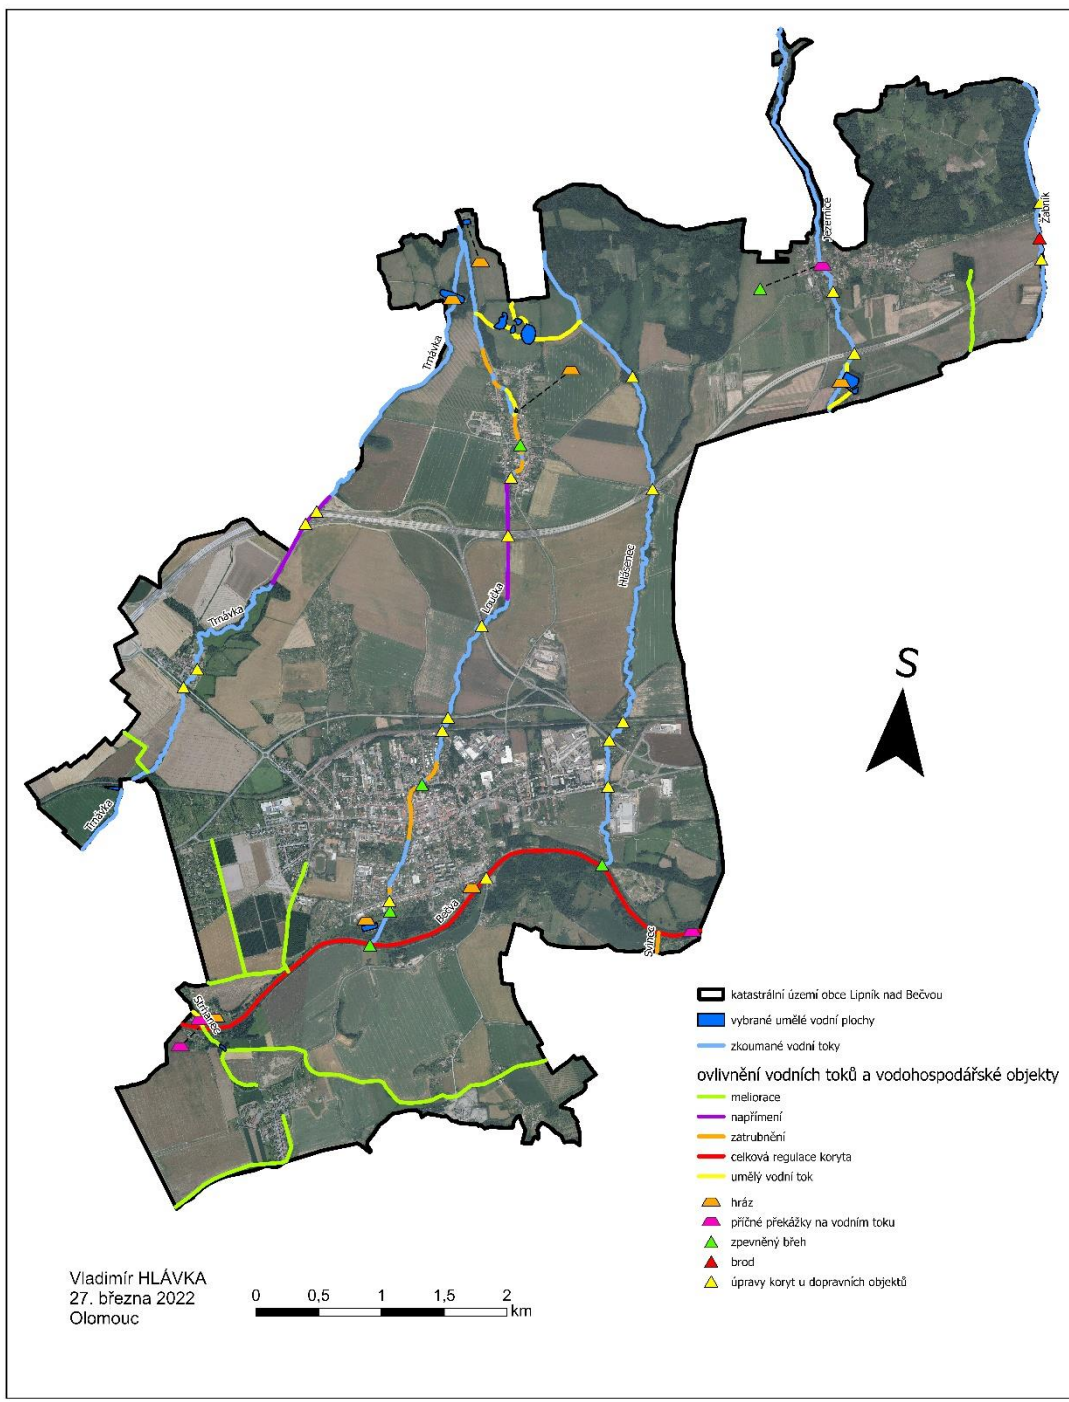 Jezernice
Žabník
Trnávka
Hlásenec
Loučka
Trnávka
S
Trnávka
Bečva
Svinec
Strhanec
katastrální území obce Lipník nad Bečvou
vybrané umělé vodní plochy
zkoumané vodní toky
ovlivnění vodních toků a vodohospodářské objekty
meliorace
napřímení
zatrubnění
celková regulace koryta
umělý vodní tok
hráz
příčné překážky na vodním toku
zpevněný břeh
brod
úpravy koryt u dopravních objektů
Vladimír HLÁVKA
27. března 2022
Olomouc
0 0,5 1 1,5 2
km